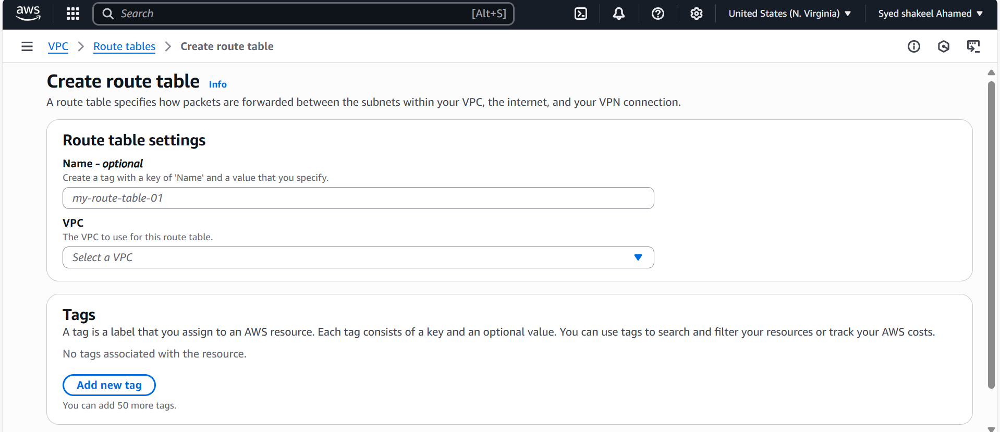 aws
Search [Alt+S]
United States (N. Virginia)
Syed shakeel Ahamed
VPC > Route tables > Create route table
Create route table Info
A route table specifies how packets are forwarded between the subnets within your VPC, the internet, and your VPN connection.
Route table settings
Name - optional
Create a tag with a key of 'Name' and a value that you specify.
my-route-table-01
VPC
The VPC to use for this route table.
Select a VPC
Tags
A tag is a label that you assign to an AWS resource. Each tag consists of a key and an optional value. You can use tags to search and filter your resources or track your AWS costs.
No tags associated with the resource.
Add new tag
You can add 50 more tags.